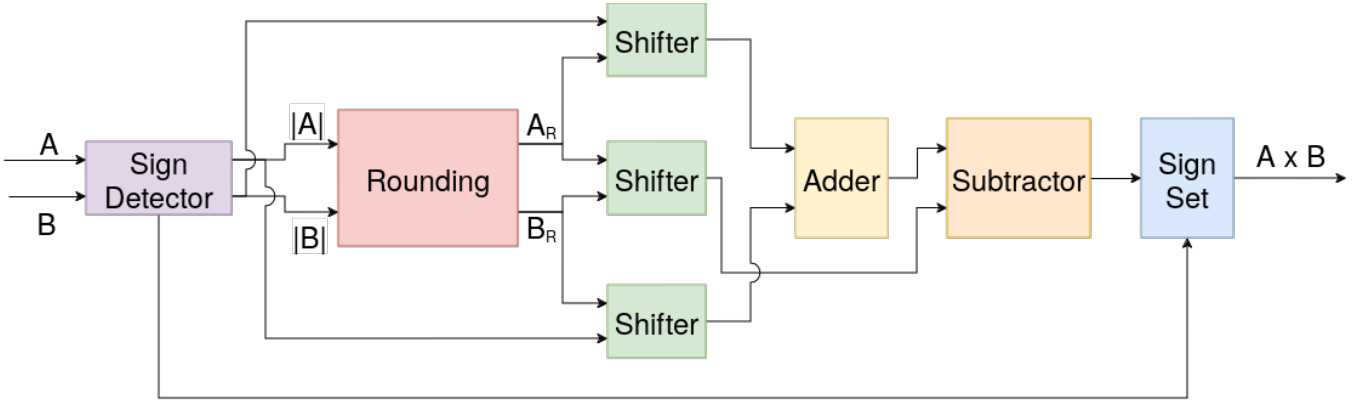 Shifter
A
|A|
AR
Sign
Detector
Rounding
Shifter
Adder
Subtractor
Sign
Set
A x B
B
|B|
BR
Shifter